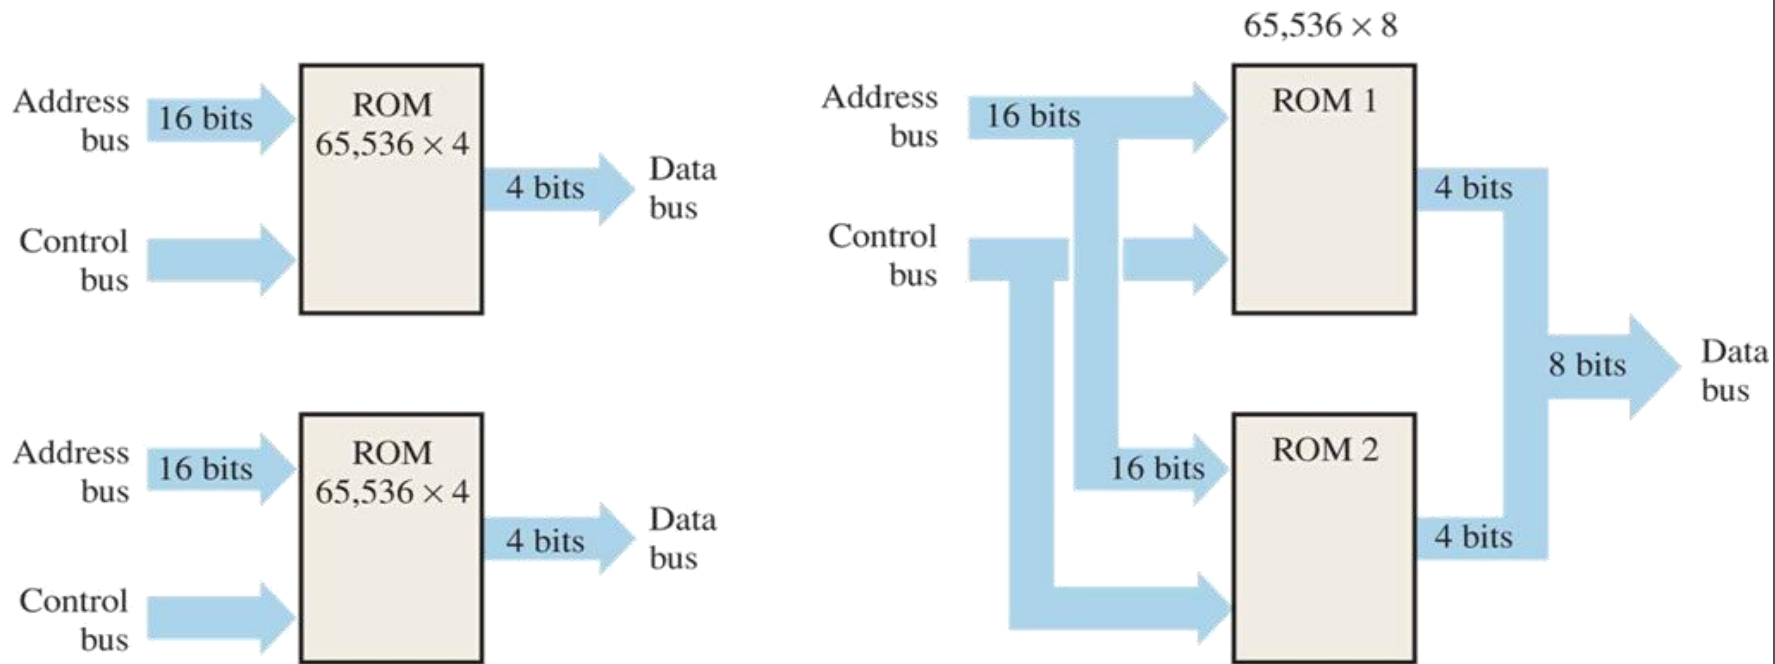 Address
bus
16 bits
ROM
65,536 × 4
4 bits
Data
bus
Control
bus
Address
bus
16 bits
ROM
65,536 × 4
4 bits
Data
bus
Control
bus
65,536 × 8
Address
bus
16 bits
ROM 1
4 bits
Control
bus
8 bits
Data
bus
16 bits
ROM 2
4 bits